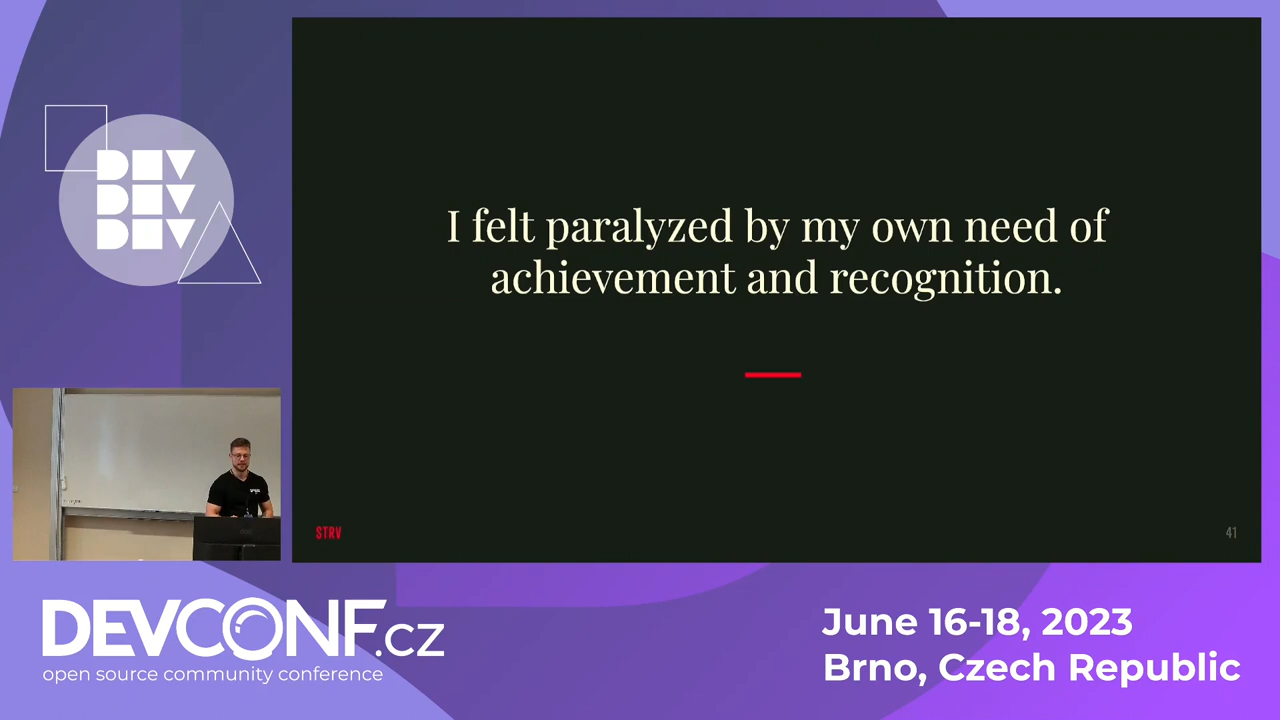 DEV
DEV
DEV
I felt paralyzed by my own need of
achievement and recognition.
STRV
41
DEVCONF.cz
open source community conference
June 16-18, 2023
Brno, Czech Republic